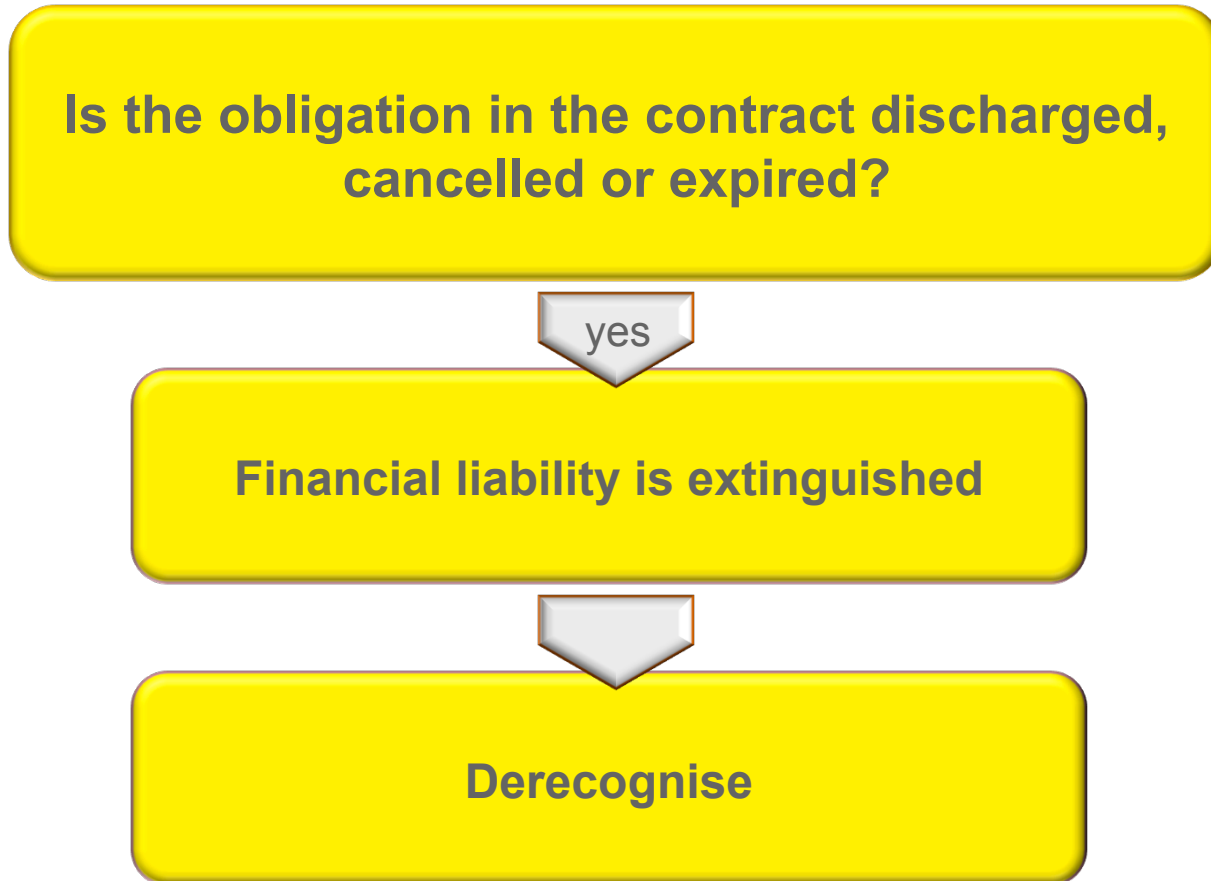 Is the obligation in the contract discharged,
cancelled or expired?
yes
Financial liability is extinguished
Derecognise